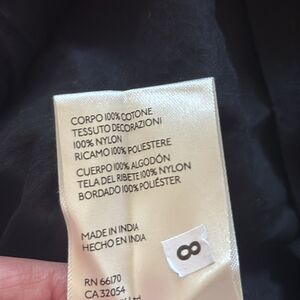 CORPO 100% COTONE
TESSUTO DECORAZIONI
100% NYLON
RICAMO 100% POLIESTERE
CUERPO 100% ALGODÓN
TELA DEL RIBETE 100% NYLON
BORDADO 100% POLIÉSTER
MADE IN INDIA
HECHO EN INDIA
8
RN 66170
CA 32054